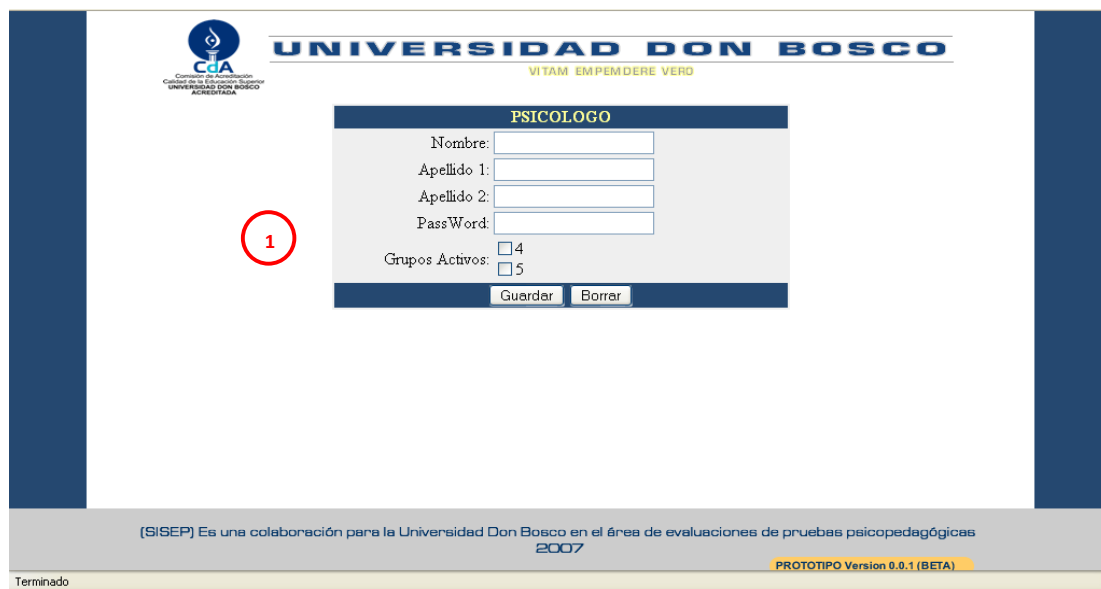 CdA
Comisión de Acreditación
Calidad de la Educación Superior
UNIVERSIDAD DON BOSCO
ACREDITADA
UNIVERSIDAD DON BOSCO
VITAM EMPEMDERE VERO
PSICOLOGO
Nombre:
Apellido 1:
Apellido 2:
PassWord:
1
Grupos Activos:
4
5
Guardar Borrar
(SISEP) Es una colaboración para la Universidad Don Bosco en el área de evaluaciones de pruebas psicopedagógicas
2007
PROTOTIPO Version 0.0.1 (BETA)
Terminado